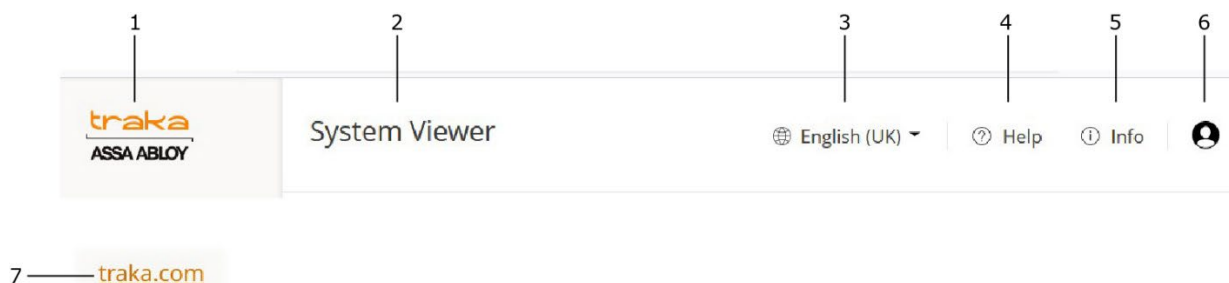 1 2 3 4 5 6
traka
ASSA ABLOY
System Viewer
English (UK)
Help
Info
7 traka.com